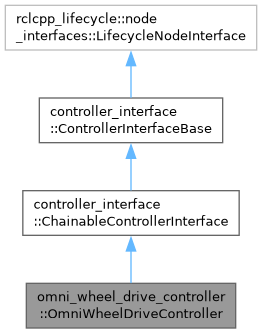 rclcpp_lifecycle::node
_interfaces::LifecycleNodeInterface
controller_interface
::ControllerInterfaceBase
controller_interface
::ChainableControllerInterface
omni_wheel_drive_controller
::OmniWheelDriveController